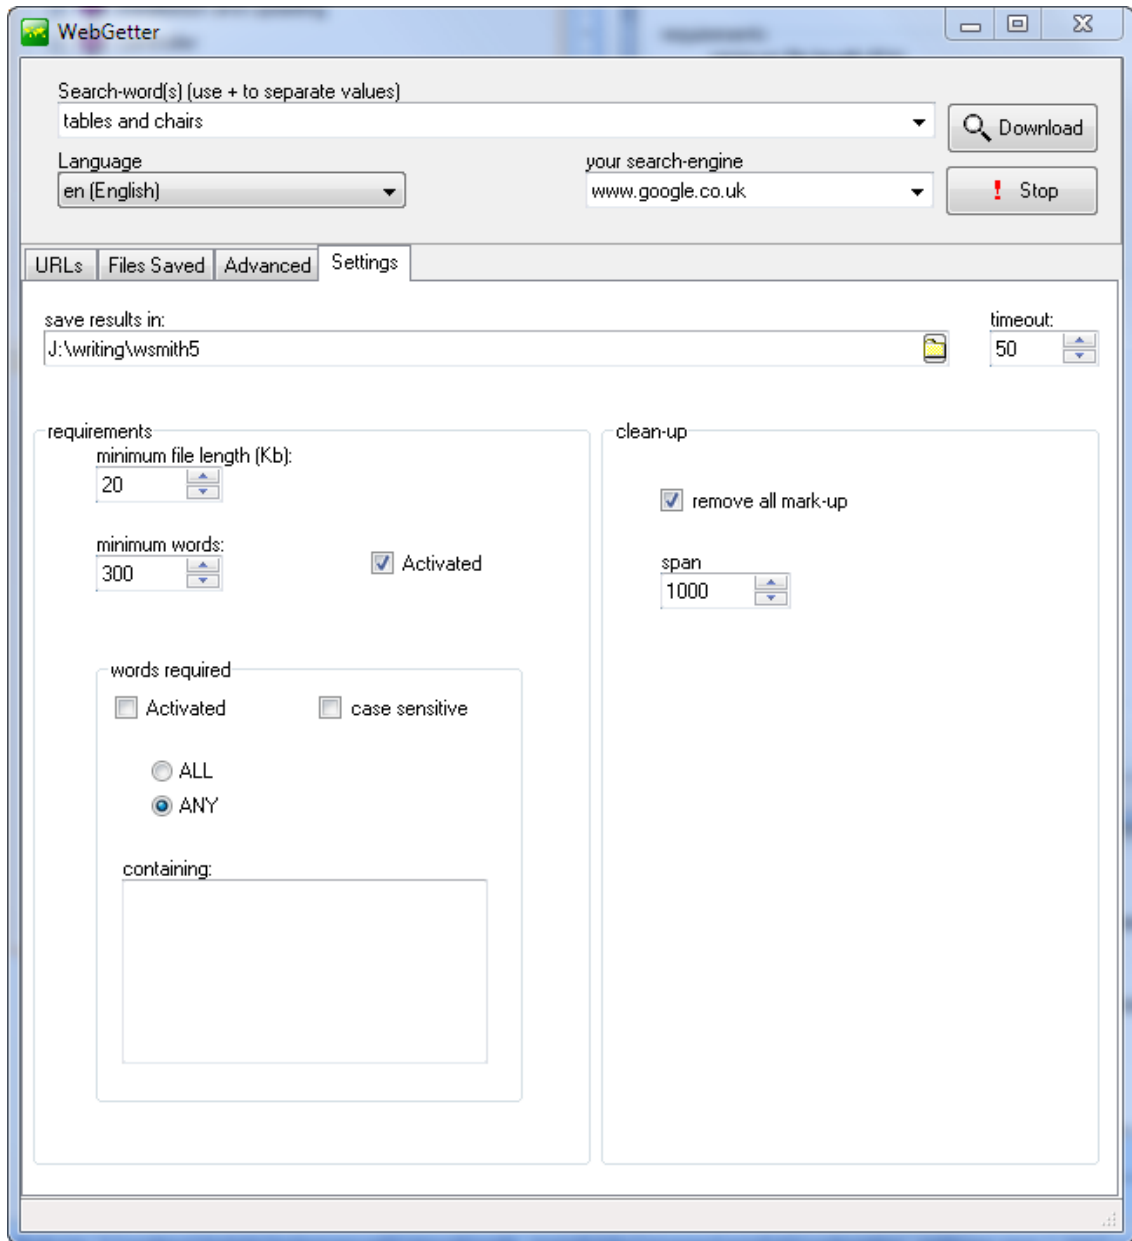 WebGetter
Search-word(s) (use + to separate values)
tables and chairs
Download
Language
your search-engine
en (English)
www.google.co.uk
! Stop
URLs
Files Saved
Advanced
Settings
save results in:
timeout:
J:\writing\wsmith5
50
requirements
minimum file length (Kb):
20
minimum words:
300
Activated
words required
Activated
case sensitive
ALL
ANY
containing:
clean-up
remove all mark-up
span
1000